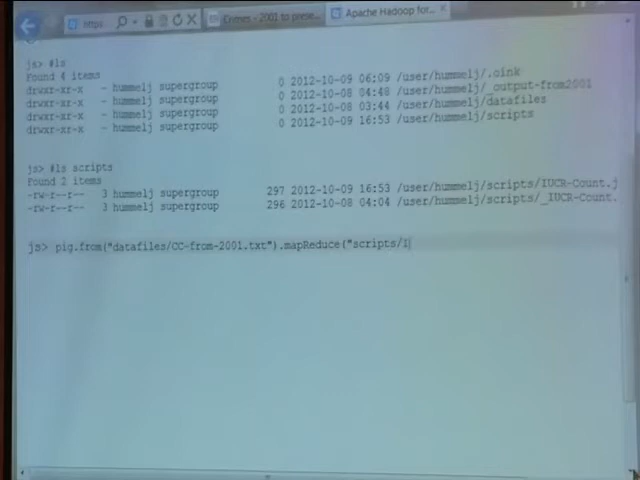 https
Crimes - 2001 to prese...
Apache Hadoop for...
js> #ls
Found 4 items
drwxr-xr-x - hummelj supergroup 0 2012-10-09 06:09 /user/hummelj/.oink
drwxr-xr-x - hummelj supergroup 0 2012-10-08 04:48 /user/hummelj/_output-from2001
drwxr-xr-x - hummelj supergroup 0 2012-10-08 03:44 /user/hummelj/datafiles
drwxr-xr-x - hummelj supergroup 0 2012-10-09 16:53 /user/hummelj/scripts
js> #ls scripts
Found 2 items
-rw-r--r-- 3 hummelj supergroup 297 2012-10-09 16:53 /user/hummelj/scripts/IUCR-Count.j
-rw-r--r-- 3 hummelj supergroup 296 2012-10-08 04:04 /user/hummelj/scripts/_IUCR-Count.
js> pig.from("datafiles/CC-from-2001.txt").mapReduce("scripts/I